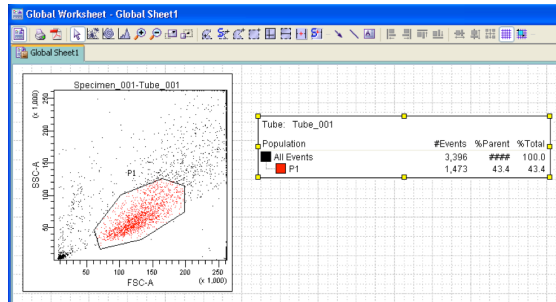 Global Worksheet - Global Sheet1
Global Sheet1
Specimen_001-Tube_001
(x 1,000)
250
200
150
100
50
SSC-A
P1
50 100 150 200 250
FSC-A
(x 1,000)
Tube: Tube_001
Population #Events %Parent %Total
All Events 3,396 #### 100.0
P1 1,473 43.4 43.4